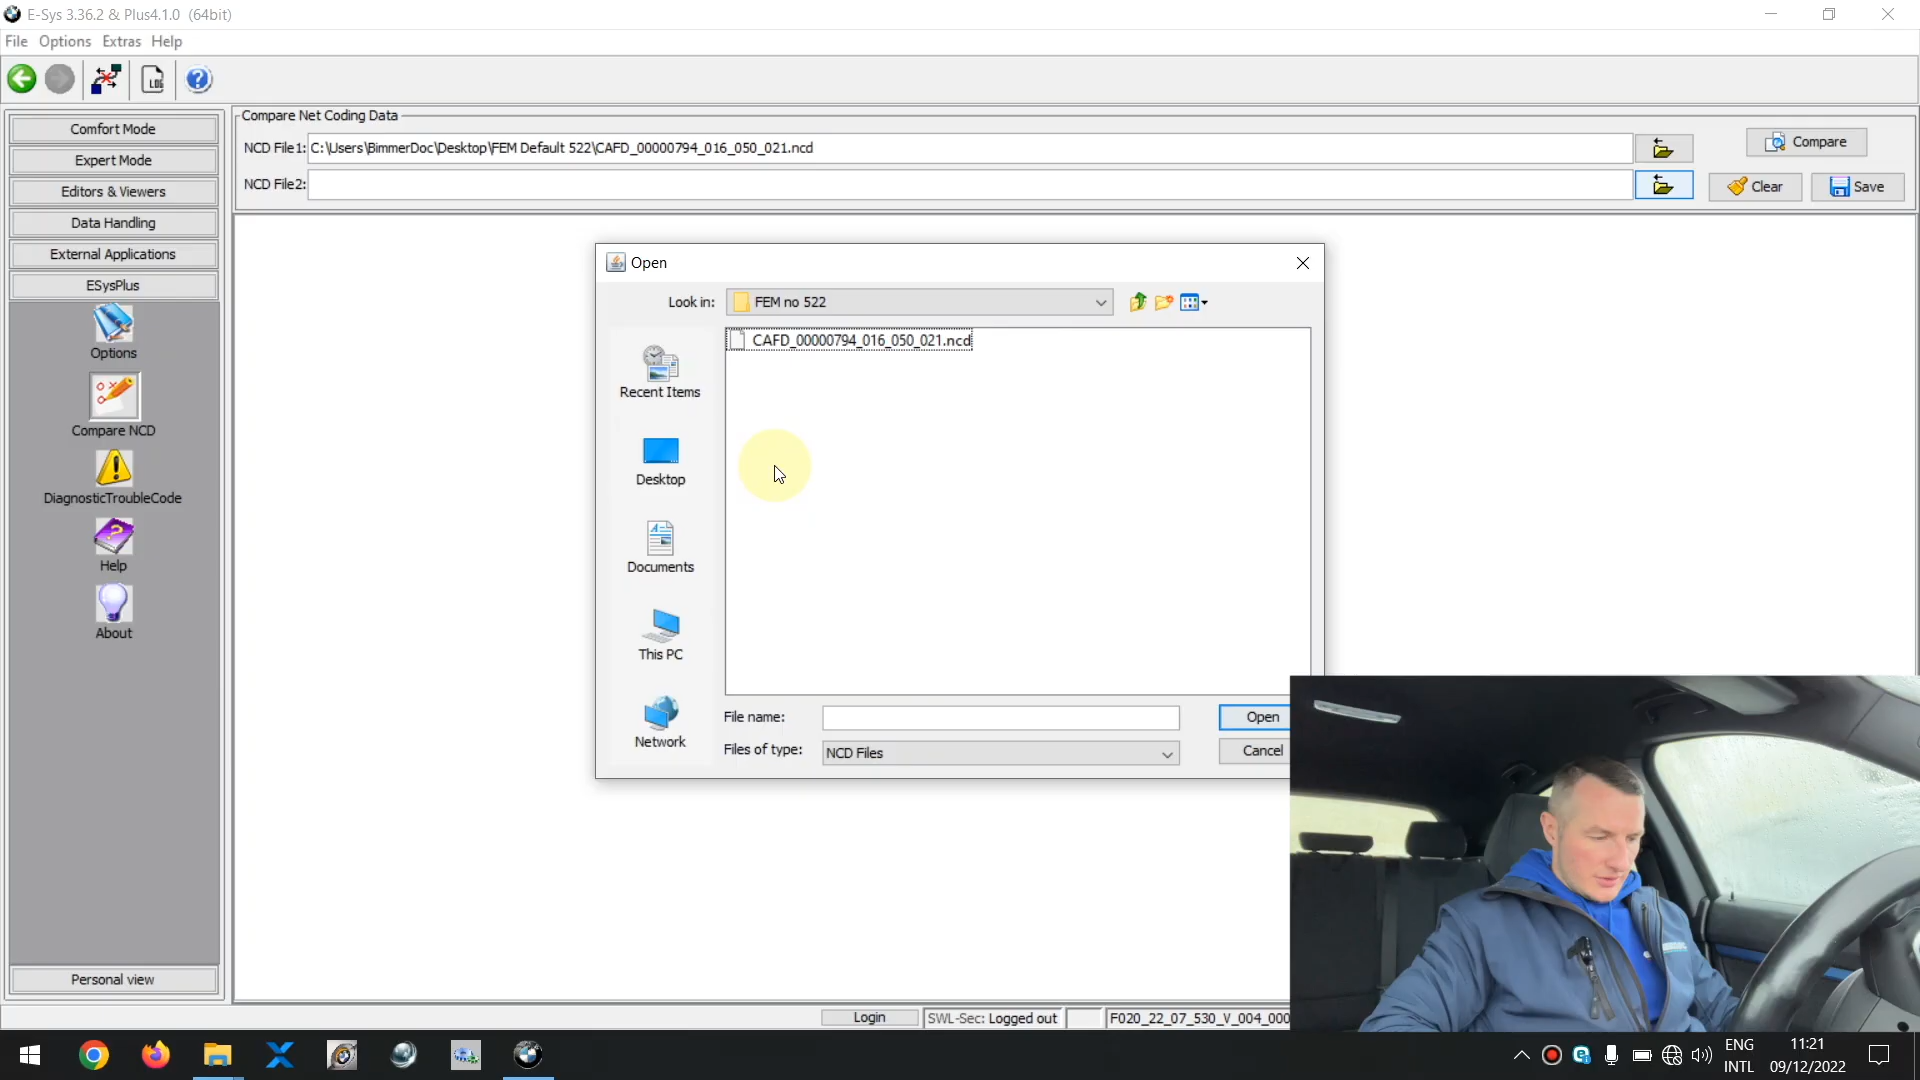 E-Sys 3.36.2 & Plus4.1.0 (64bit)
File Options Extras Help
LOG
Compare Net Coding Data
NCD File1: C:\Users\BimmerDoc\Desktop\FEM Default 522\CAFD_00000794_016_050_021.ncd
Compare
NCD File2:
Clear Save
Comfort Mode
Expert Mode
Editors & Viewers
Data Handling
External Applications
ESysPlus
Options
Compare NCD
DiagnosticTroubleCode
Help
About
Personal view
Open
Look in: FEM no 522
CAFD_00000794_016_050_021.ncd
Recent Items
Desktop
Documents
This PC
Network
File name: Open
Files of type: NCD Files Cancel
Login SWL-Sec: Logged out F020_22_07_530_V_004_000
ENG 11:21
INTL 09/12/2022